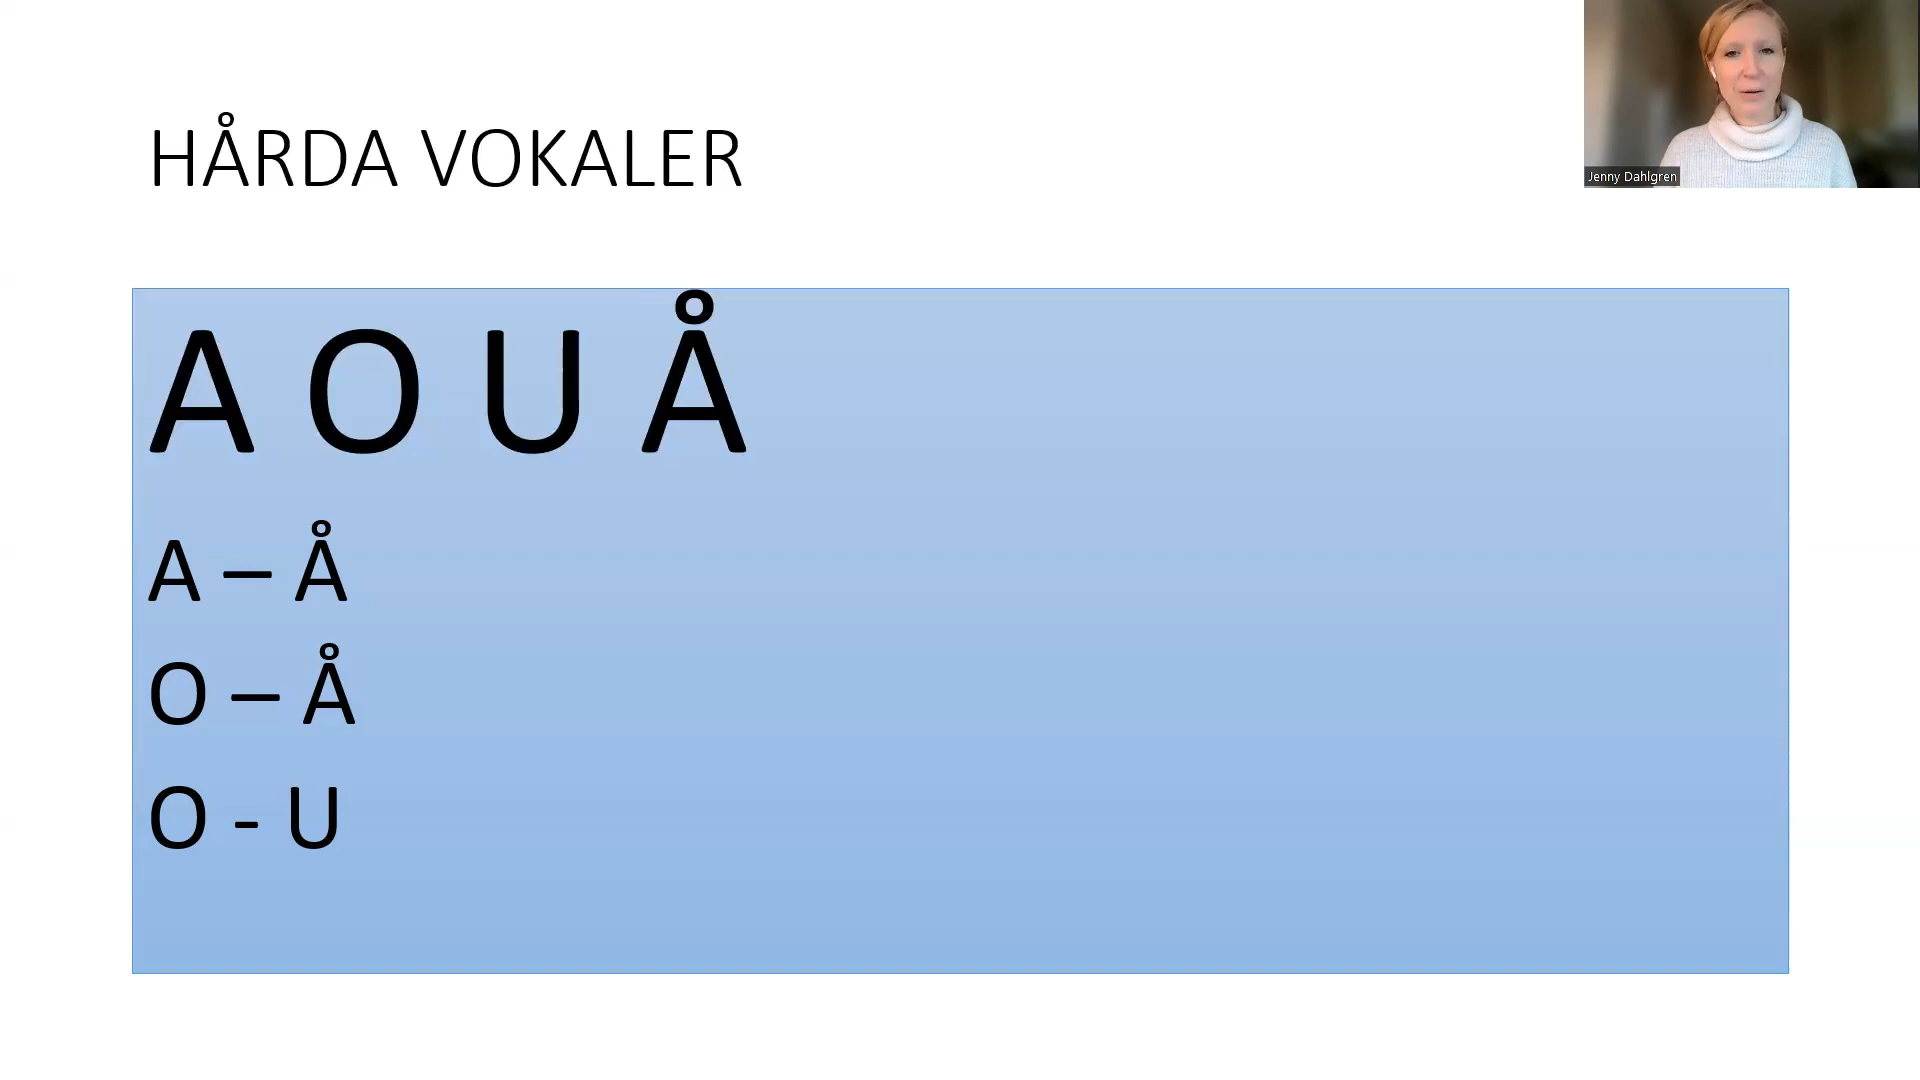 HÅRDA VOKALER
Jenny Dahlgren
A O U Å
A – Å
O – Å
O - U